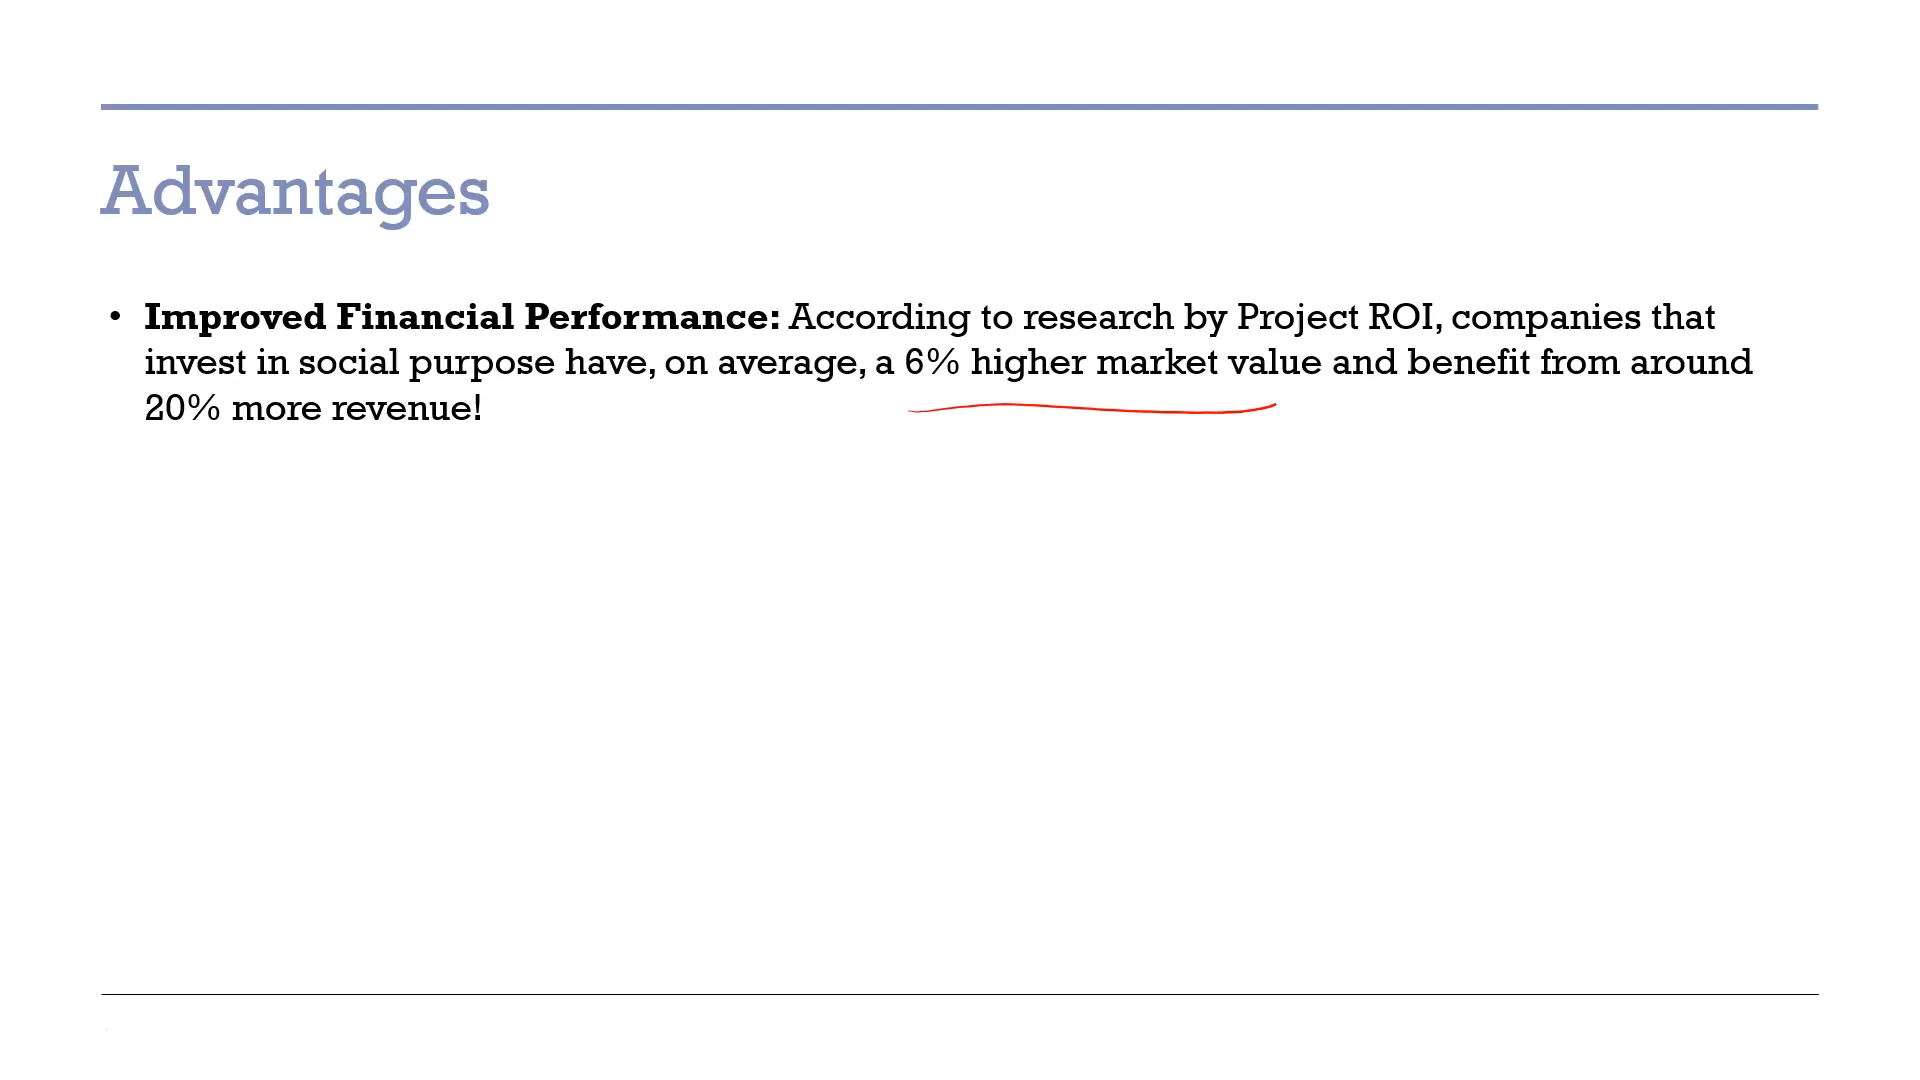 Advantages
• Improved Financial Performance: According to research by Project ROI, companies that
invest in social purpose have, on average, a 6% higher market value and benefit from around
20% more revenue!